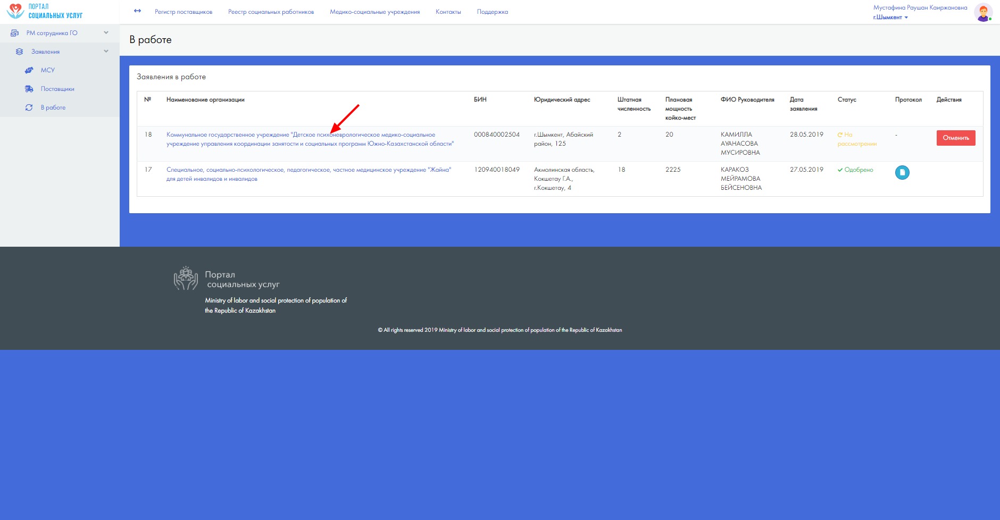 ПОРТАЛ
СОЦИАЛЬНЫХ УСЛУГ
Регистр поставщиков
Реестр социальных работников
Медико-социальные учреждения
Контакты
Поддержка
Мустафина Раушан Каиржановна
г.Шымкент
РМ сотрудника ГО
Заявления
МСУ
Поставщики
В работе
В работе
Заявления в работе
№
Наименование организации
БИН
Юридический адрес
Штатная
численность
Плановая
мощность
койко-мест
ФИО Руководителя
Дата
заявления
Статус
Протокол
Действия
18
Коммунальное государственное учреждение "Детское психоневрологическое медико-социальное
учреждение управления координации занятости и социальных программ Южно-Казахстанской области"
000840002504
г.Шымкент, Абайский
район, 125
2
20
КАМИЛЛА
АУАНАСОВА
МУСИРОВНА
28.05.2019
На
рассмотрении
-
Отменить
17
Специальное, социально-психологическое, педагогическое, частное медицинское учреждение "Жайна"
для детей инвалидов и инвалидов
120940018049
Акмолинская область,
Кокшетау Г.А.,
г.Кокшетау, 4
18
2225
КАРАКОЗ
МЕЙРАМОВА
БЕЙСЕНОВНА
27.05.2019
Одобрено
Портал
социальных услуг
Ministry of labor and social protection of population of
the Republic of Kazakhstan
© All rights reserved 2019 Ministry of labor and social protection of population of the Republic of Kazakhstan